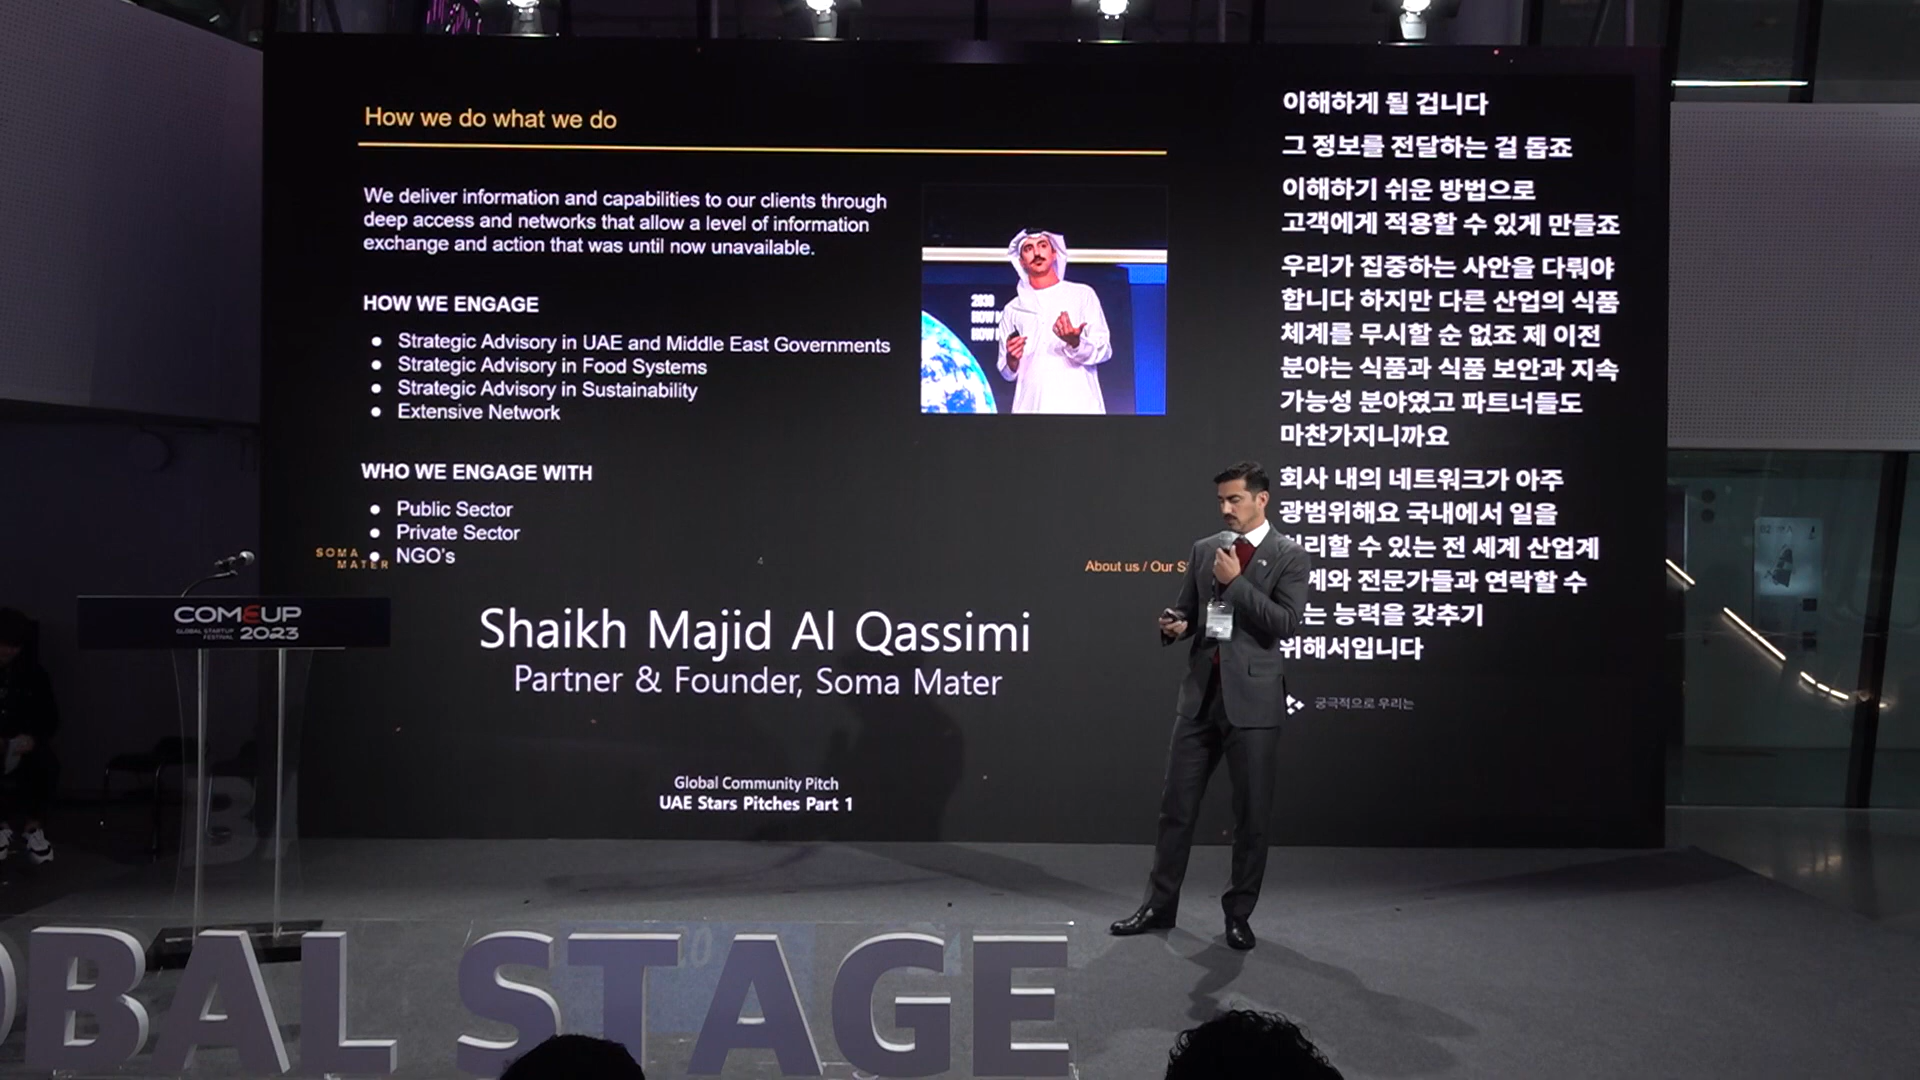 How we do what we do
We deliver information and capabilities to our clients through
deep access and networks that allow a level of information
exchange and action that was until now unavailable.
HOW WE ENGAGE
● Strategic Advisory in UAE and Middle East Governments
● Strategic Advisory in Food Systems
● Strategic Advisory in Sustainability
● Extensive Network
WHO WE ENGAGE WITH
● Public Sector
● Private Sector
● NGO's
SOMA
MATER
4
About us / Our
2030
Shaikh Majid Al Qassimi
Partner & Founder, Soma Mater
Global Community Pitch
UAE Stars Pitches Part 1
이해하게 될 겁니다
그 정보를 전달하는 걸 돕죠
이해하기 쉬운 방법으로
고객에게 적용할 수 있게 만들죠
우리가 집중하는 사안을 다뤄야
합니다 하지만 다른 산업의 식품
체계를 무시할 순 없죠 제 이전
분야는 식품과 식품 보안과 지속
가능성 분야였고 파트너들도
마찬가지니까요
회사 내의 네트워크가 아주
광범위해요 국내에서 일을
수 있는 전 세계 산업계
전문가들과 연락할 수
능력을 갖추기
위해서입니다
궁극적으로 우리는
COMEUP
GLOBAL STARTUP
FESTIVAL 2023
BAL STAGE